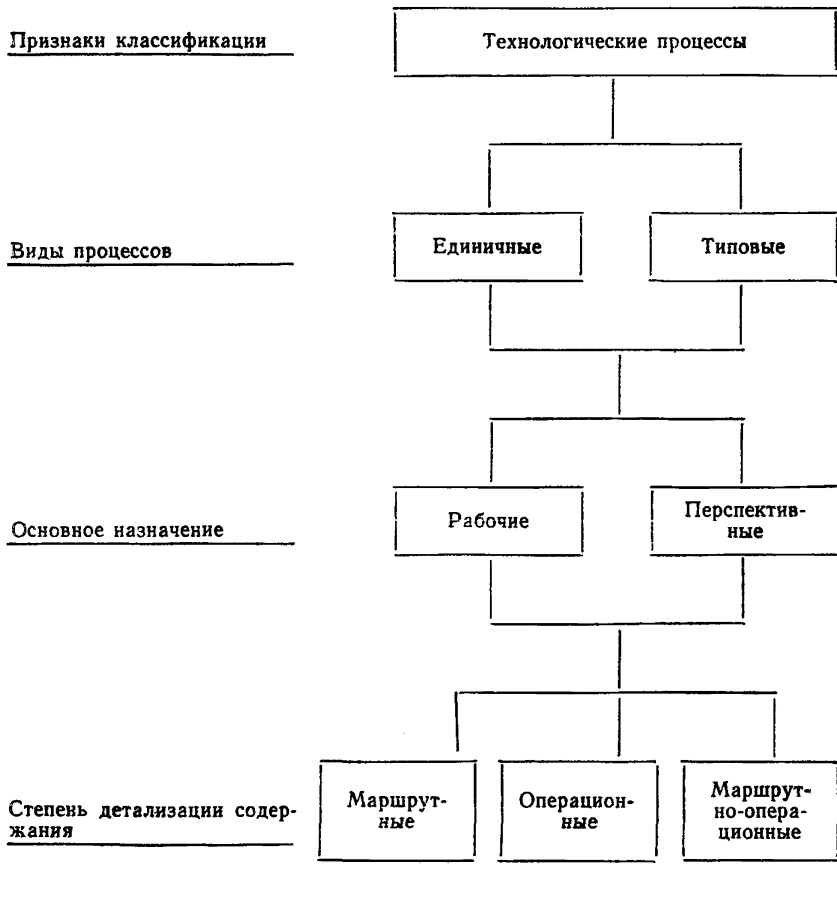 Признаки классификации
Технологические процессы
Виды процессов
Единичные
Типовые
Основное назначение
Рабочие
Перспектив-
ные
Степень детализации содер-
жания
Маршрут-
ные
Операцион-
ные
Маршрут-
но-опера-
ционные